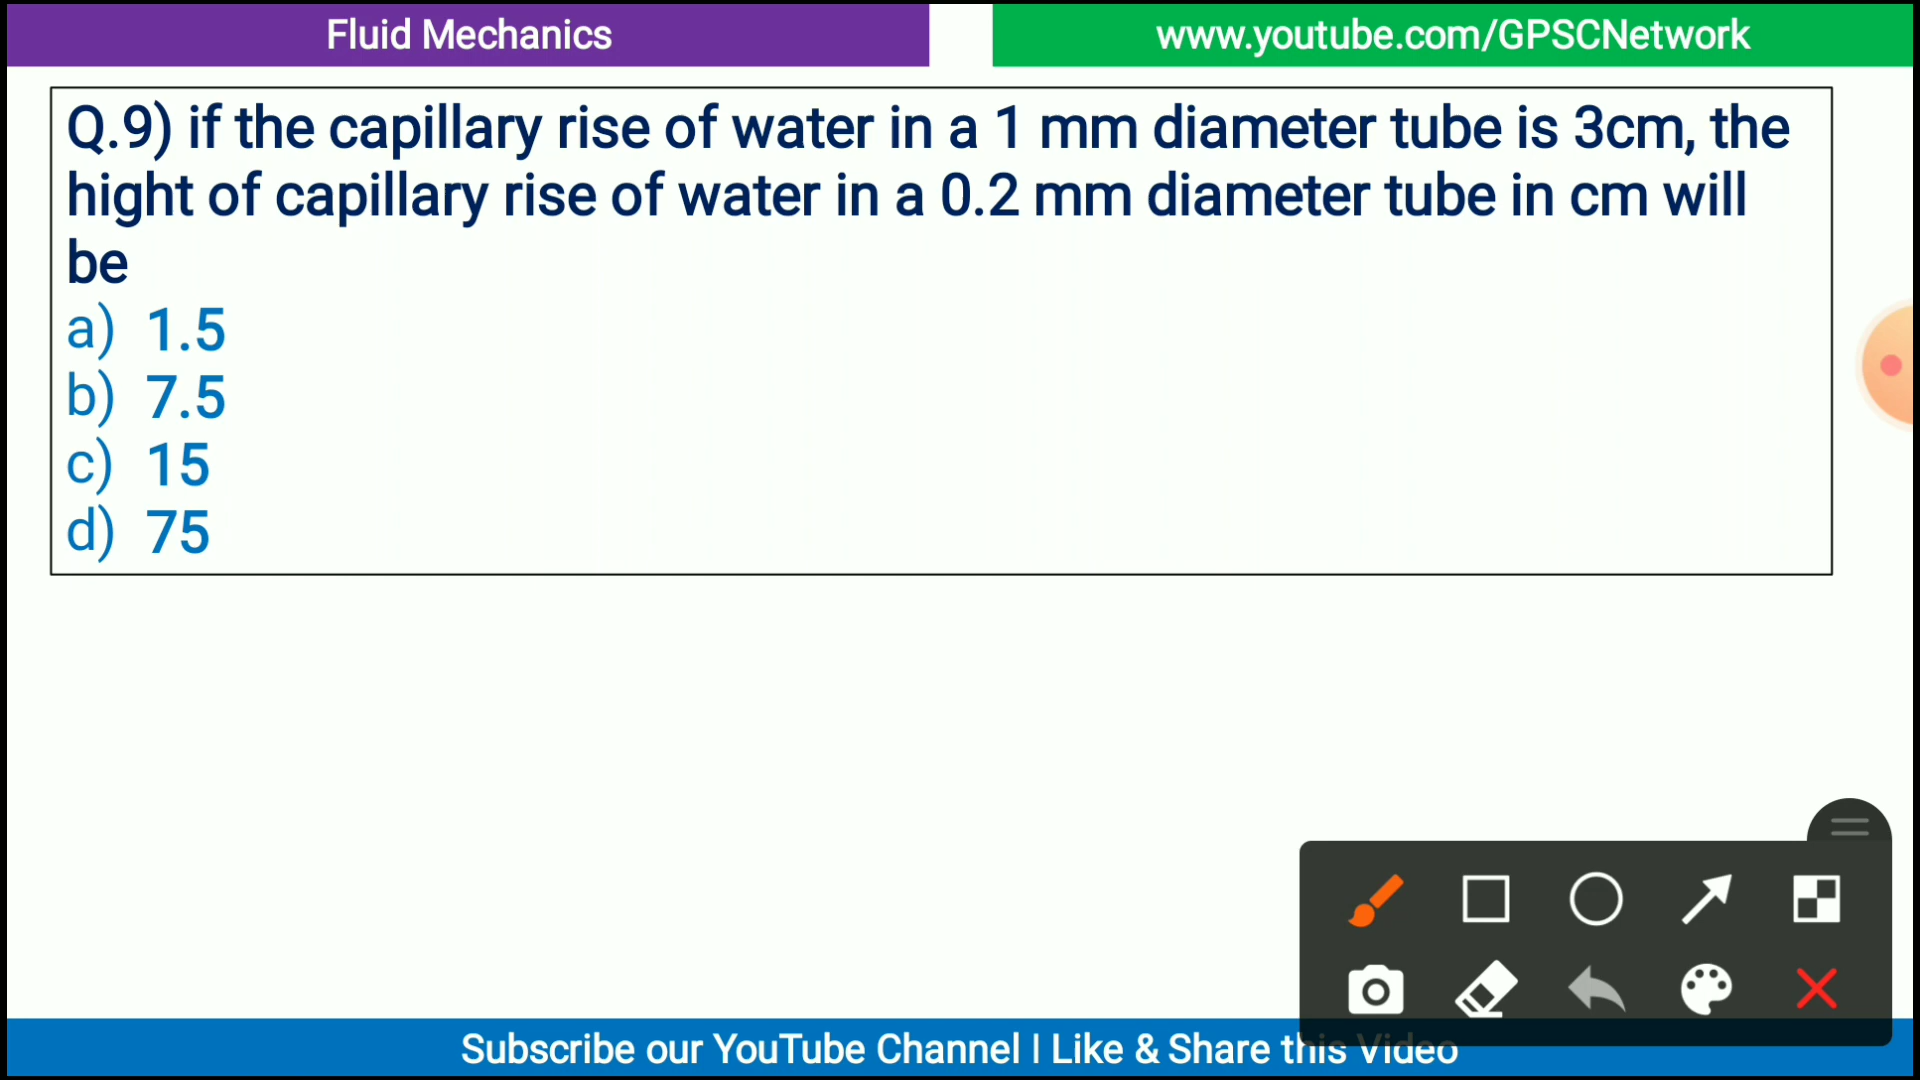 Fluid Mechanics
www.youtube.com/GPSCNetwork
Q.9) if the capillary rise of water in a 1 mm diameter tube is 3cm, the
hight of capillary rise of water in a 0.2 mm diameter tube in cm will
be
a) 1.5
b) 7.5
c) 15
d) 75
Subscribe our YouTube Channel I Like & Share this Video